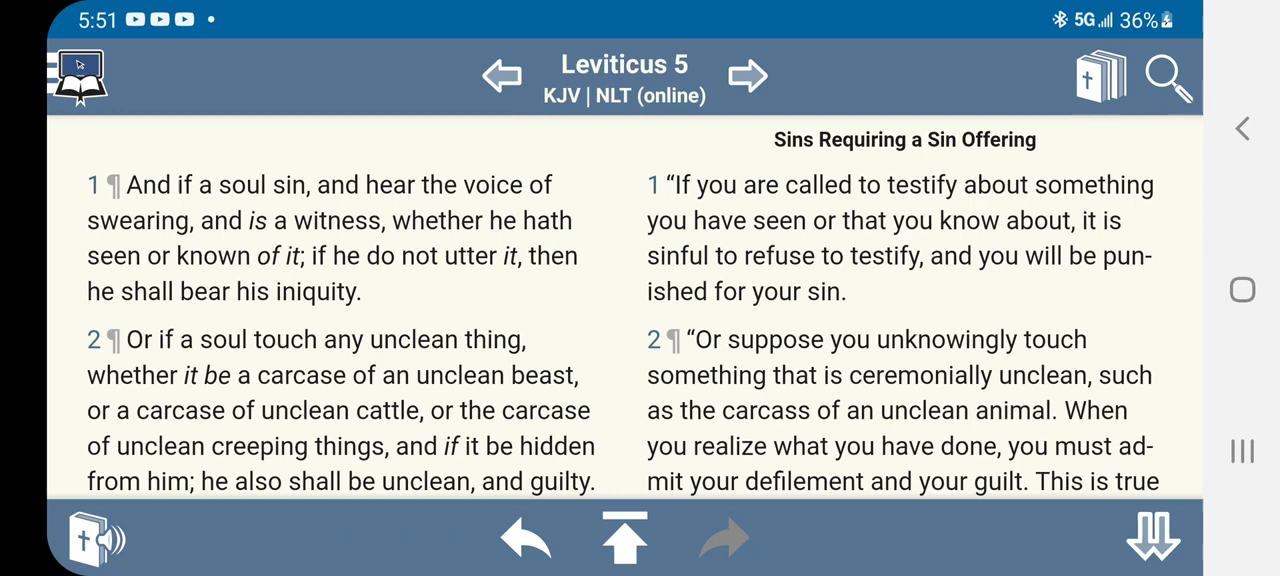 5:51
5G 36%
Leviticus 5
KJV | NLT (online)
1 ¶ And if a soul sin, and hear the voice of
swearing, and is a witness, whether he hath
seen or known of it; if he do not utter it, then
he shall bear his iniquity.
2 ¶ Or if a soul touch any unclean thing,
whether it be a carcase of an unclean beast,
or a carcase of unclean cattle, or the carcase
of unclean creeping things, and if it be hidden
from him; he also shall be unclean, and guilty.
Sins Requiring a Sin Offering
1 “If you are called to testify about something
you have seen or that you know about, it is
sinful to refuse to testify, and you will be pun-
ished for your sin.
2 ¶ “Or suppose you unknowingly touch
something that is ceremonially unclean, such
as the carcass of an unclean animal. When
you realize what you have done, you must ad-
mit your defilement and your guilt. This is true